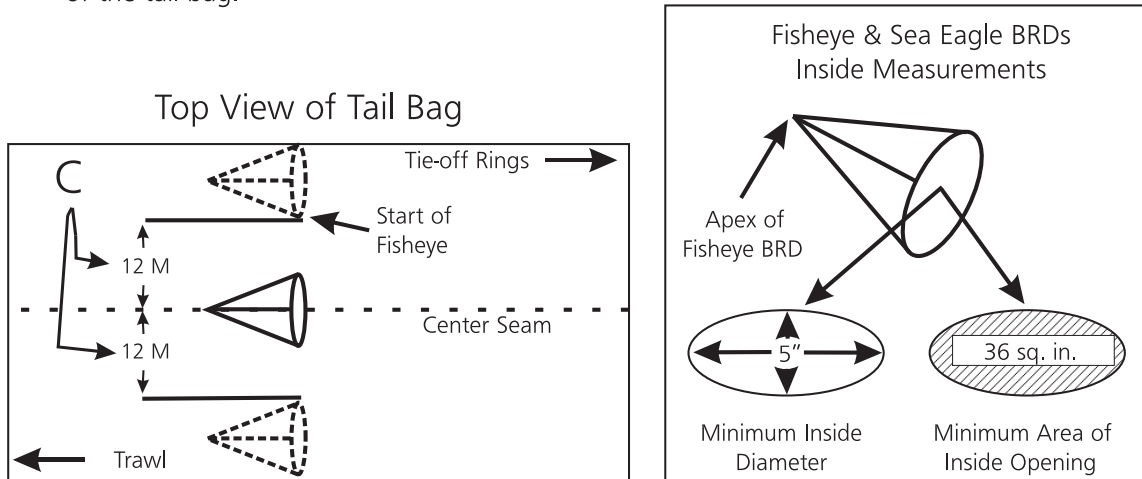 of the tail bag.
Top View of Tail Bag
Tie-off Rings
C
Start of
Fisheye
12 M
Center Seam
12 M
Trawl
Fisheye & Sea Eagle BRDs
Inside Measurements
Apex of
Fisheye BRD
5"
36 sq. in.
Minimum Inside
Diameter
Minimum Area of
Inside Opening